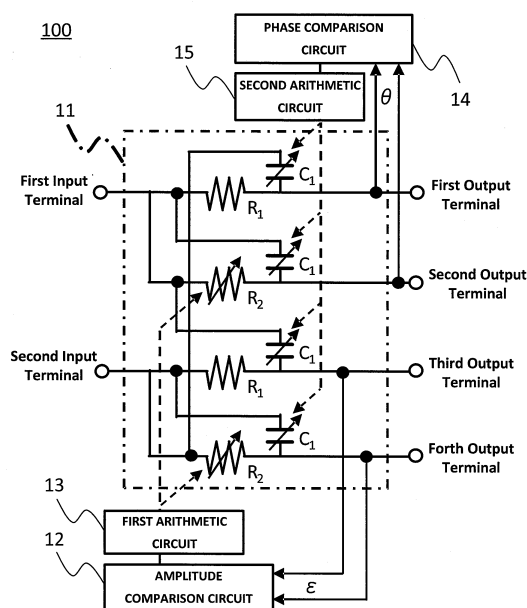 100
PHASE COMPARISON
CIRCUIT
15
SECOND ARITHMETIC
CIRCUIT
14
θ
11
First Input
Terminal
C1
R1
First Output
Terminal
C1
R2
Second Output
Terminal
Second Input
Terminal
C1
R1
Third Output
Terminal
C1
R2
Forth Output
Terminal
13
FIRST ARITHMETIC
CIRCUIT
12
AMPLITUDE
COMPARISON CIRCUIT
ε